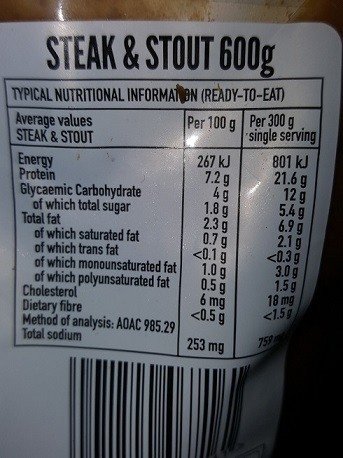 STEAK & STOUT 600g
TYPICAL NUTRITIONAL INFORMATION (READY-TO-EAT)
Average values Per 100 g Per 300 g
STEAK & STOUT single serving
Energy 267 kJ 801 kJ
Protein 7.2 g 21.6 g
Glycaemic Carbohydrate 4 g 12 g
of which total sugar 1.8 g 5.4 g
Total fat 2.3 g 6.9 g
of which saturated fat 0.7 g 2.1 g
of which trans fat <0.1 g <0.3 g
of which monounsaturated fat 1.0 g 3.0 g
of which polyunsaturated fat 0.5 g 1.5 g
Cholesterol 6 mg 18 mg
Dietary fibre <0.5 g <1.5 g
Method of analysis: AOAC 985.29
Total sodium 253 mg